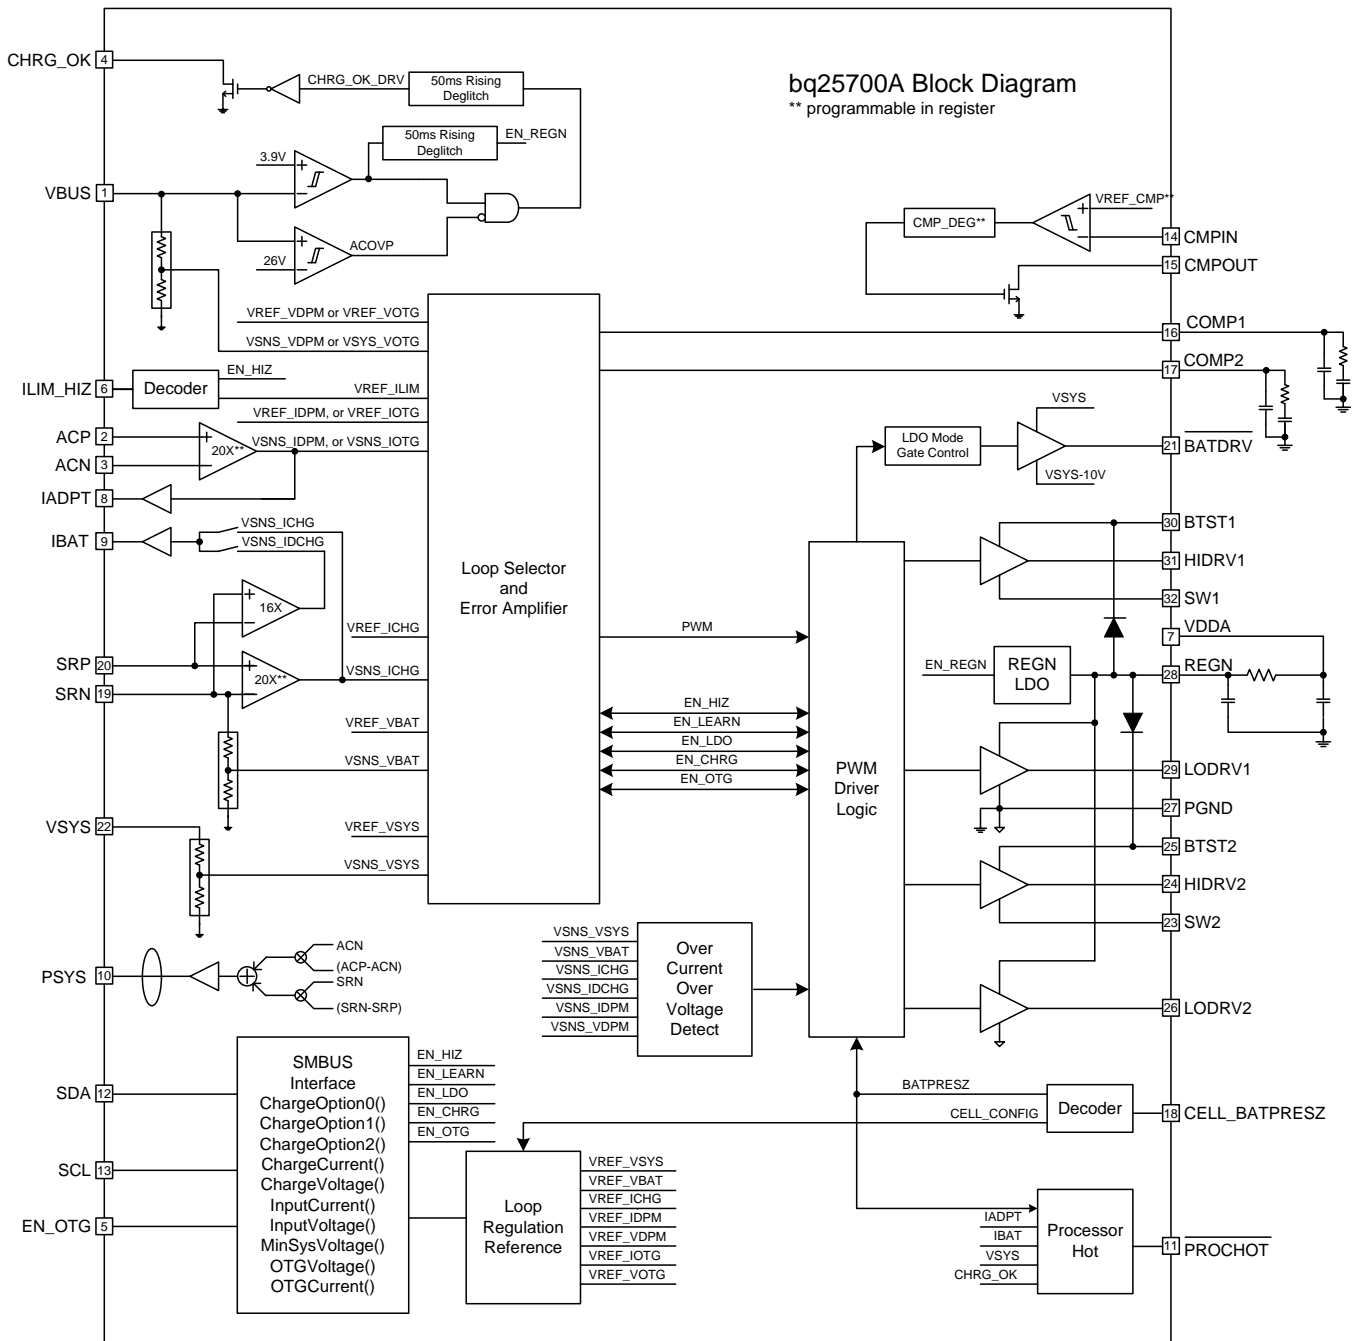 bq25700A Block Diagram
** programmable in register
CHRG_OK
4
CHRG_OK_DRV
50ms Rising
Deglitch
50ms Rising
Deglitch
EN_REGN
3.9V
+
−
VBUS
1
+
26V
−
ACOVP
CMP_DEG**
VREF_CMP**
+
−
14
CMPIN
15
CMPOUT
VREF_VDPM or VREF_VOTG
VSNS_VDPM or VSYS_VOTG
16
COMP1
17
COMP2
ILIM_HIZ
6
Decoder
EN_HIZ
VREF_ILIM
VREF_IDPM, or VREF_IOTG
VSNS_IDPM, or VSNS_IOTG
ACP
2
+
20X**
ACN
3
−
IADPT
8
IBAT
9
VSNS_ICHG
VSNS_IDCHG
+
16X
−
VREF_ICHG
SRP
20
+
20X**
VSNS_ICHG
SRN
19
−
VREF_VBAT
VSNS_VBAT
VSYS
22
VREF_VSYS
VSNS_VSYS
Loop Selector
and
Error Amplifier
PWM
EN_HIZ
EN_LEARN
EN_LDO
EN_CHRG
EN_OTG
LDO Mode
Gate Control
VSYS
VSYS-10V
21
BATDRV
PWM
Driver
Logic
30
BTST1
31
HIDRV1
32
SW1
7
VDDA
EN_REGN
REGN
LDO
28
REGN
29
LODRV1
27
PGND
25
BTST2
24
HIDRV2
23
SW2
26
LODRV2
VSNS_VSYS
VSNS_VBAT
VSNS_ICHG
VSNS_IDCHG
VSNS_IDPM
VSNS_VDPM
Over
Current
Over
Voltage
Detect
PSYS
10
ACN
(ACP-ACN)
SRN
(SRN-SRP)
SDA
12
SCL
13
EN_OTG
5
SMBUS
Interface
ChargeOption0()
ChargeOption1()
ChargeOption2()
ChargeCurrent()
ChargeVoltage()
InputCurrent()
InputVoltage()
MinSysVoltage()
OTGVoltage()
OTGCurrent()
EN_HIZ
EN_LEARN
EN_LDO
EN_CHRG
EN_OTG
Loop
Regulation
Reference
VREF_VSYS
VREF_VBAT
VREF_ICHG
VREF_IDPM
VREF_VDPM
VREF_IOTG
VREF_VOTG
BATPRESZ
CELL_CONFIG
Decoder
18
CELL_BATPRESZ
IADPT
IBAT
VSYS
CHRG_OK
Processor
Hot
11
PROCHOT